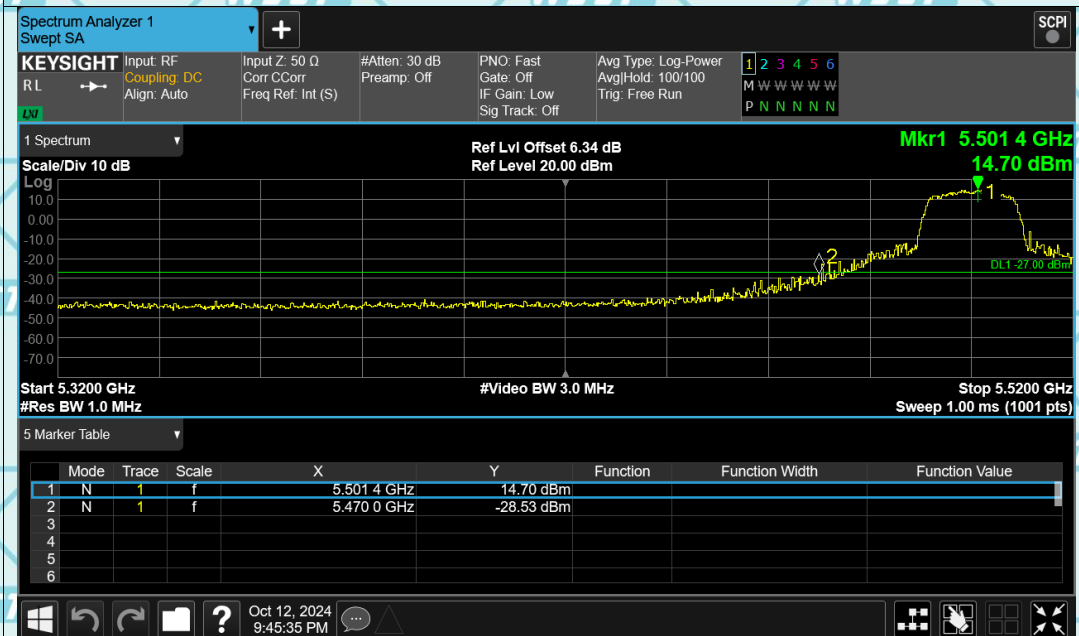 Spectrum Analyzer 1
Swept SA
+
SCPI
KEYSIGHT
RL
LXI
Input: RF
Coupling: DC
Align: Auto
Input Z: 50 Ω
Corr CCorr
Freq Ref: Int (S)
#Atten: 30 dB
Preamp: Off
PNO: Fast
Gate: Off
IF Gain: Low
Sig Track: Off
Avg Type: Log-Power
Avg|Hold: 100/100
Trig: Free Run
1 2 3 4 5 6
M W W W W W
P N N N N N
1 Spectrum
Scale/Div 10 dB
Log
Ref Lvl Offset 6.34 dB
Ref Level 20.00 dBm
Mkr1 5.501 4 GHz
14.70 dBm
10.0
0.00
-10.0
-20.0
-30.0
-40.0
-50.0
-60.0
-70.0
1
2
DL1 -27.00 dBm
Start 5.3200 GHz
#Video BW 3.0 MHz
Stop 5.5200 GHz
#Res BW 1.0 MHz
Sweep 1.00 ms (1001 pts)
5 Marker Table
Mode Trace Scale X Y Function Function Width Function Value
1 N 1 f 5.501 4 GHz 14.70 dBm
2 N 1 f 5.470 0 GHz -28.53 dBm
3
4
5
6
?
Oct 12, 2024
9:45:35 PM